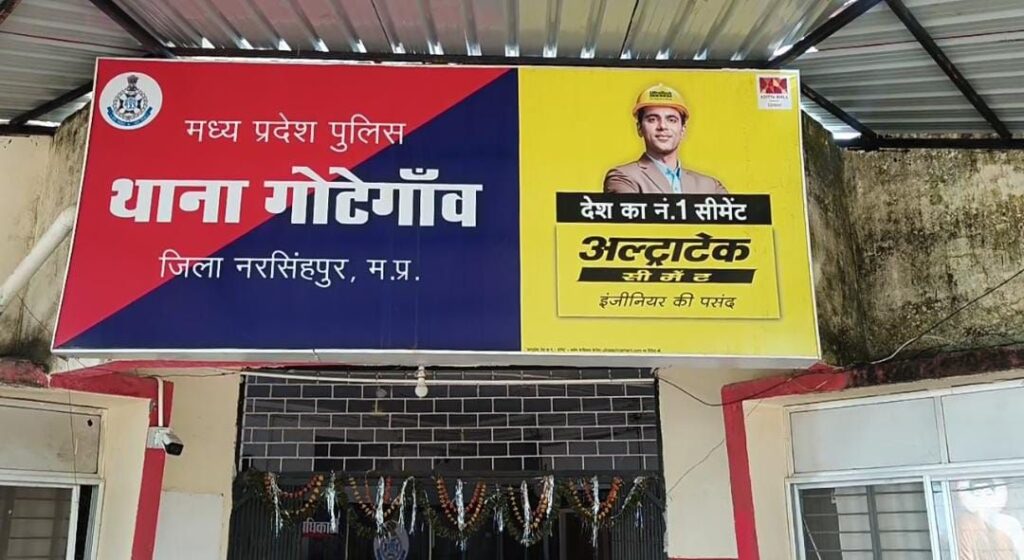 मध्य प्रदेश पुलिस
थाना गोटेगाँव
जिला नरसिंहपुर, म.प्र.
देश का नं.1 सीमेंट
अल्ट्राटेक
सीमेंट
इंजीनियर की पसंद